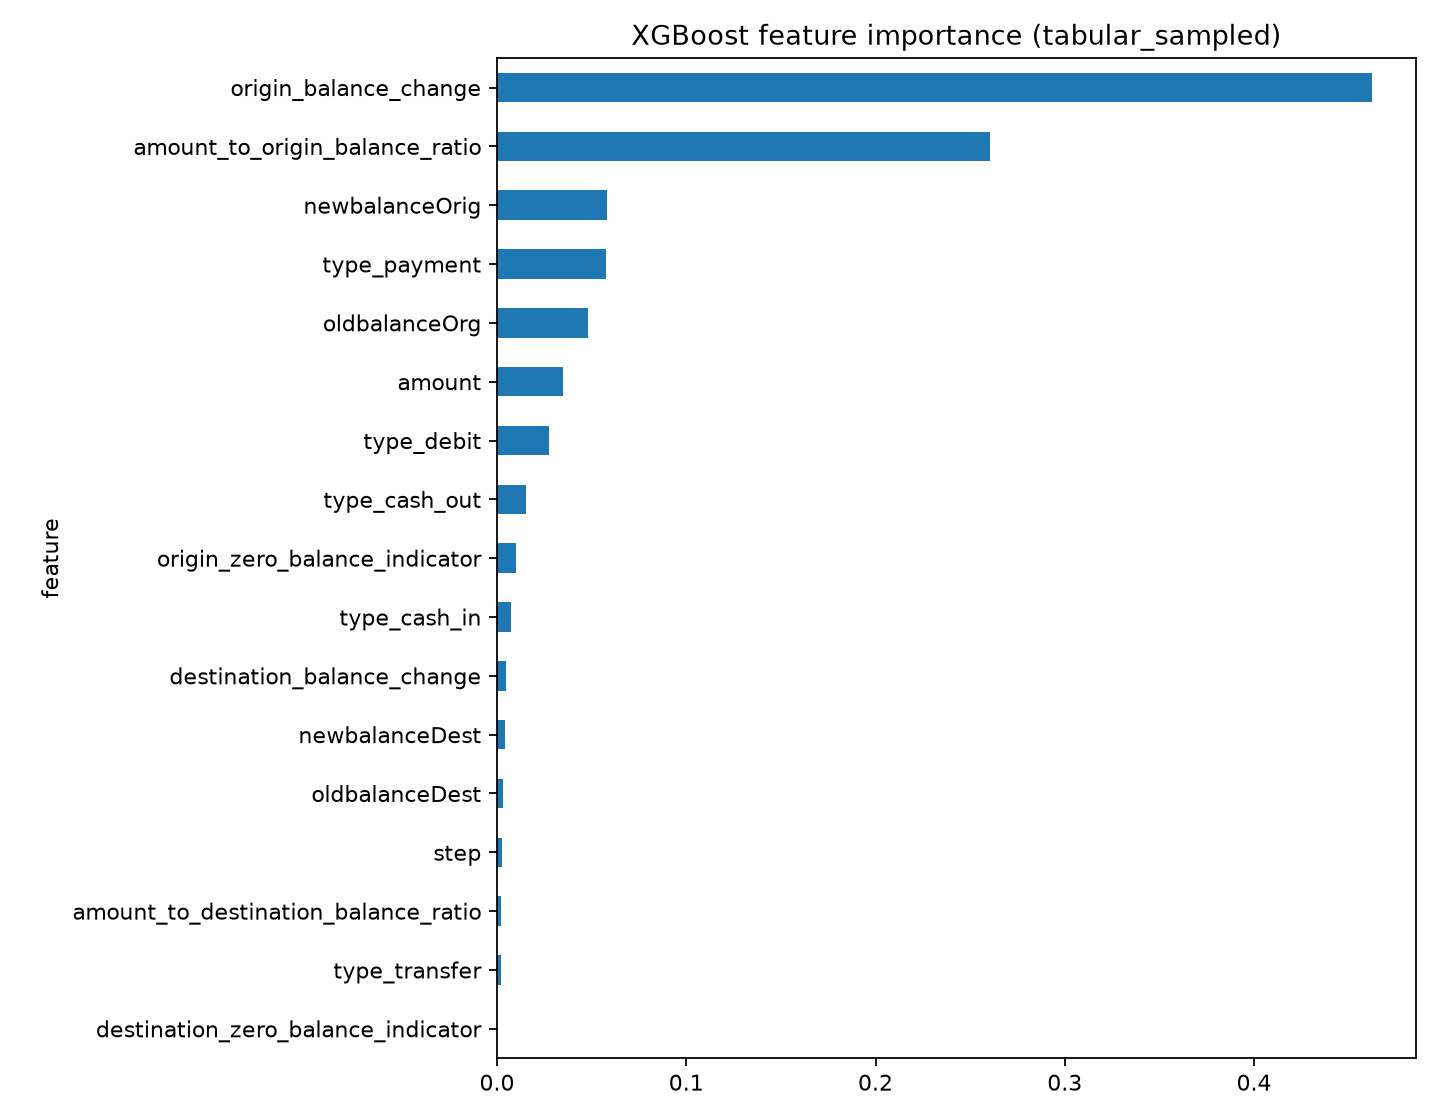 XGBoost feature importance (tabular_sampled)
origin_balance_change
amount_to_origin_balance_ratio
newbalanceOrig
type_payment
oldbalanceOrg
amount
type_debit
type_cash_out
origin_zero_balance_indicator
type_cash_in
destination_balance_change
newbalanceDest
oldbalanceDest
step
amount_to_destination_balance_ratio
type_transfer
destination_zero_balance_indicator
feature
0.0 0.1 0.2 0.3 0.4